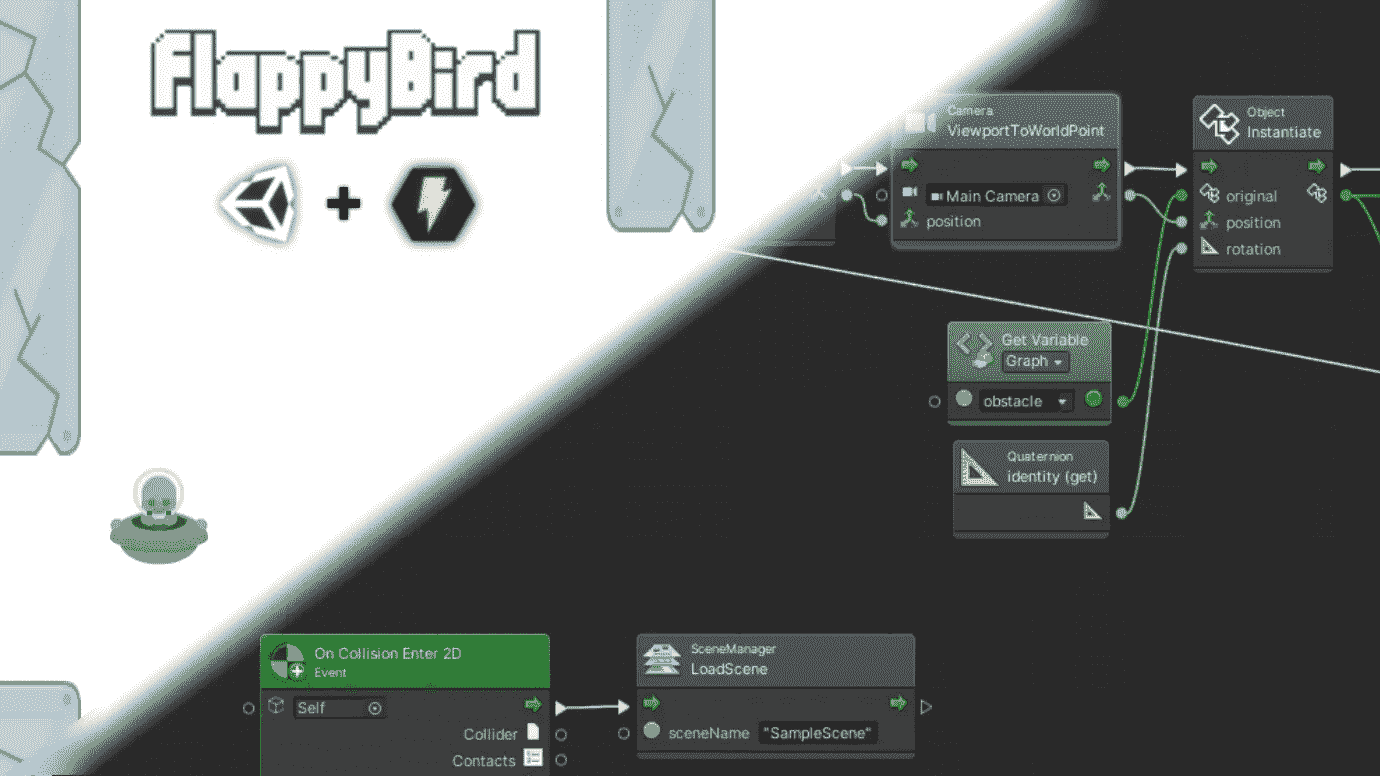 FlappyBird
+
Camera
ViewportToWorldPoint
Main Camera
position
Object
Instantiate
original
position
rotation
Get Variable
Graph
obstacle
Quaternion
identity (get)
On Collision Enter 2D
Event
Self
Collider
Contacts
SceneManager
LoadScene
sceneName "SampleScene"